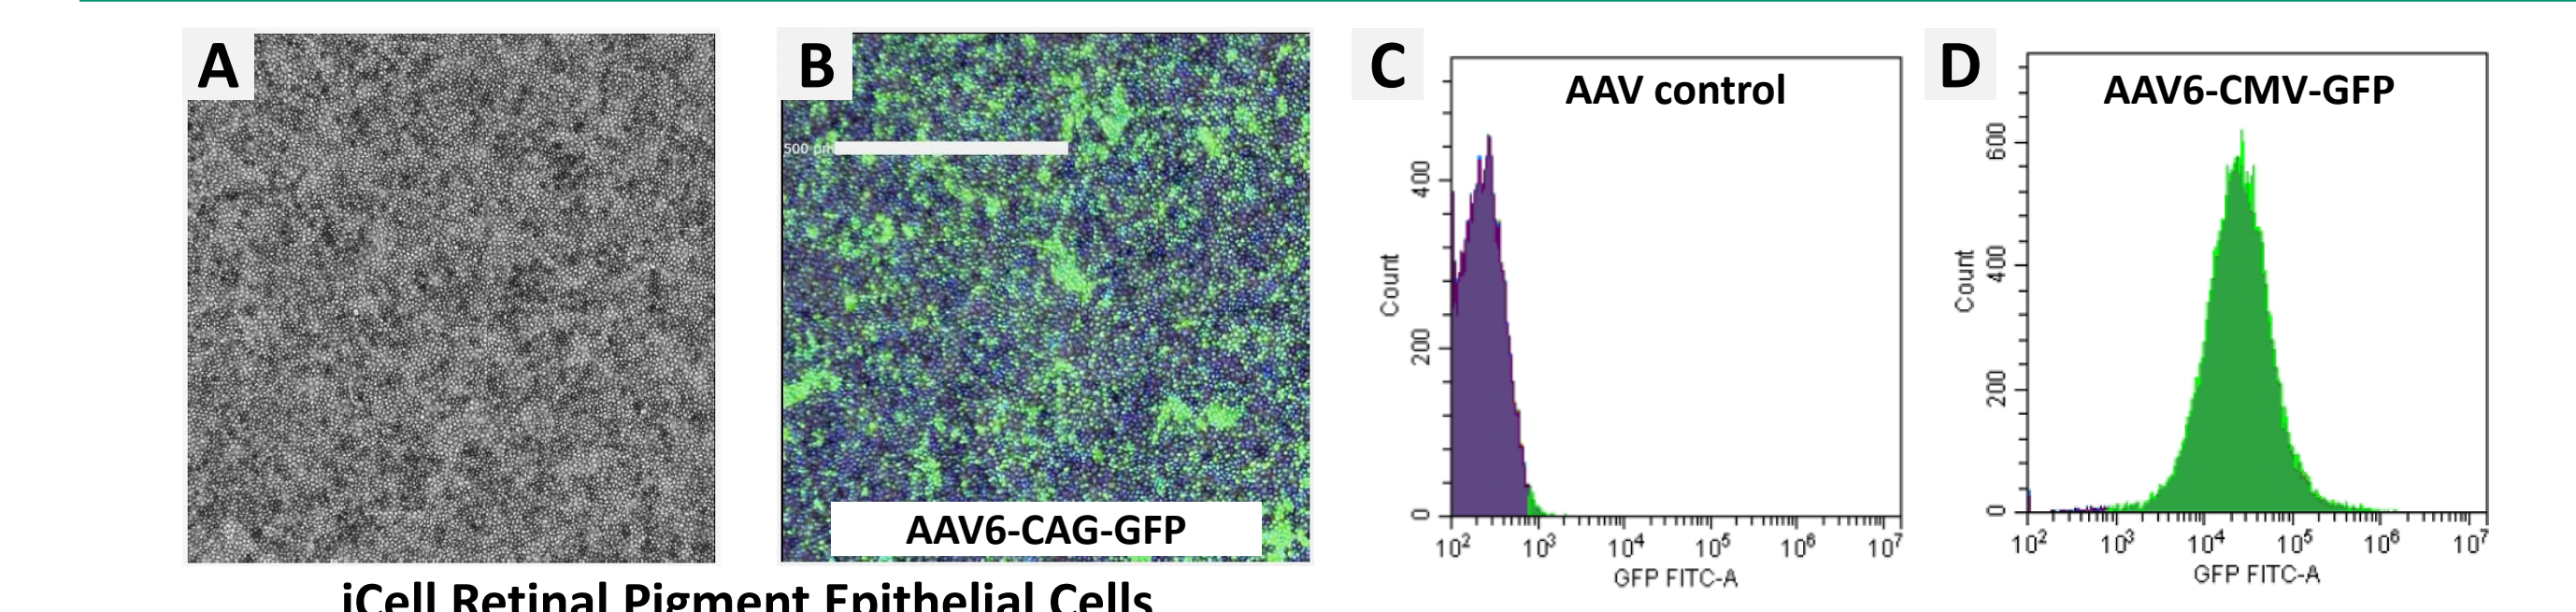 A
B
500 μm
AAV6-CAG-GFP
iCell Retinal Pigment Epithelial Cells
C
AAV control
Count
400
200
0
10² 10³ 10⁴ 10⁵ 10⁶ 10⁷
GFP FITC-A
D
AAV6-CMV-GFP
Count
600
400
200
0
10² 10³ 10⁴ 10⁵ 10⁶ 10⁷
GFP FITC-A